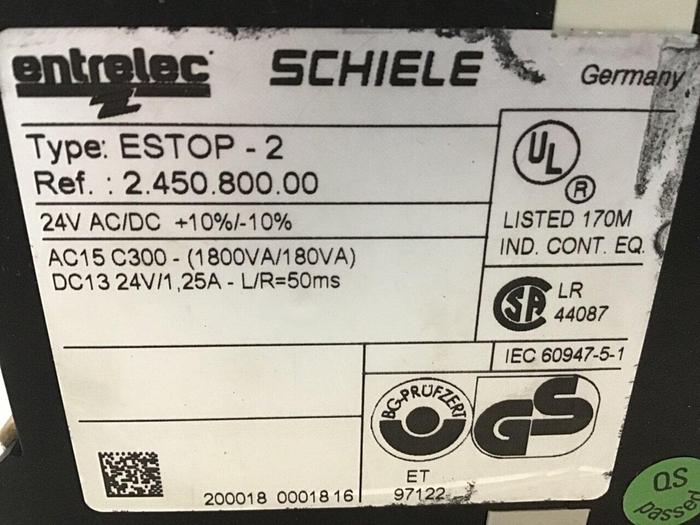 entrelec SCHIELE Germany
Type: ESTOP - 2
Ref. : 2.450.800.00
24V AC/DC +10%/-10%
AC15 C300 - (1800VA/180VA)
DC13 24V/1,25A - L/R=50ms
UL ®
LISTED 170M
IND. CONT. EQ.
SA LR
44087
IEC 60947-5-1
BG-PRÜFZERT
GS
ET
97122
200018 0001816
QS
passed